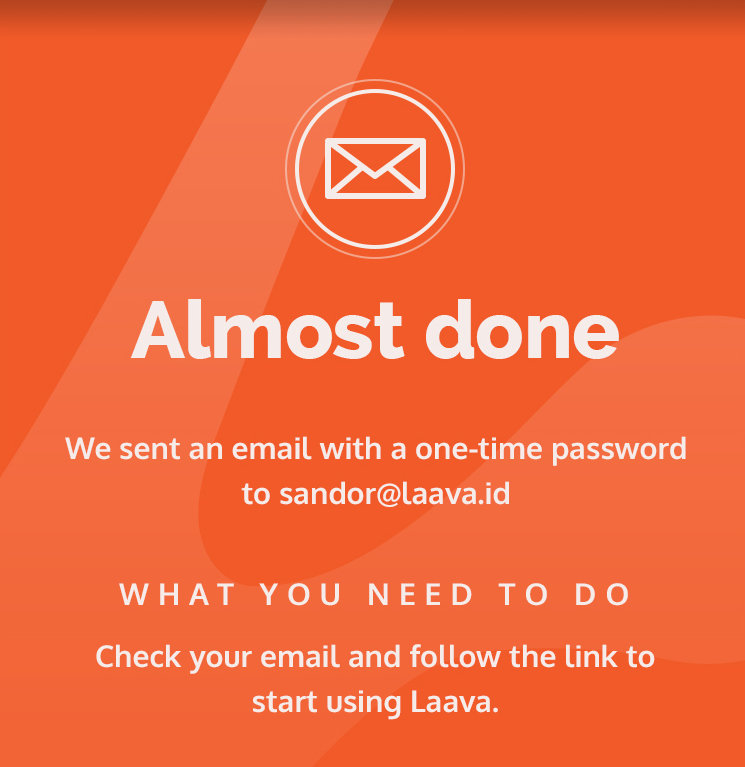 Almost done
We sent an email with a one-time password
to sandor@laava.id
WHAT YOU NEED TO DO
Check your email and follow the link to
start using Laava.